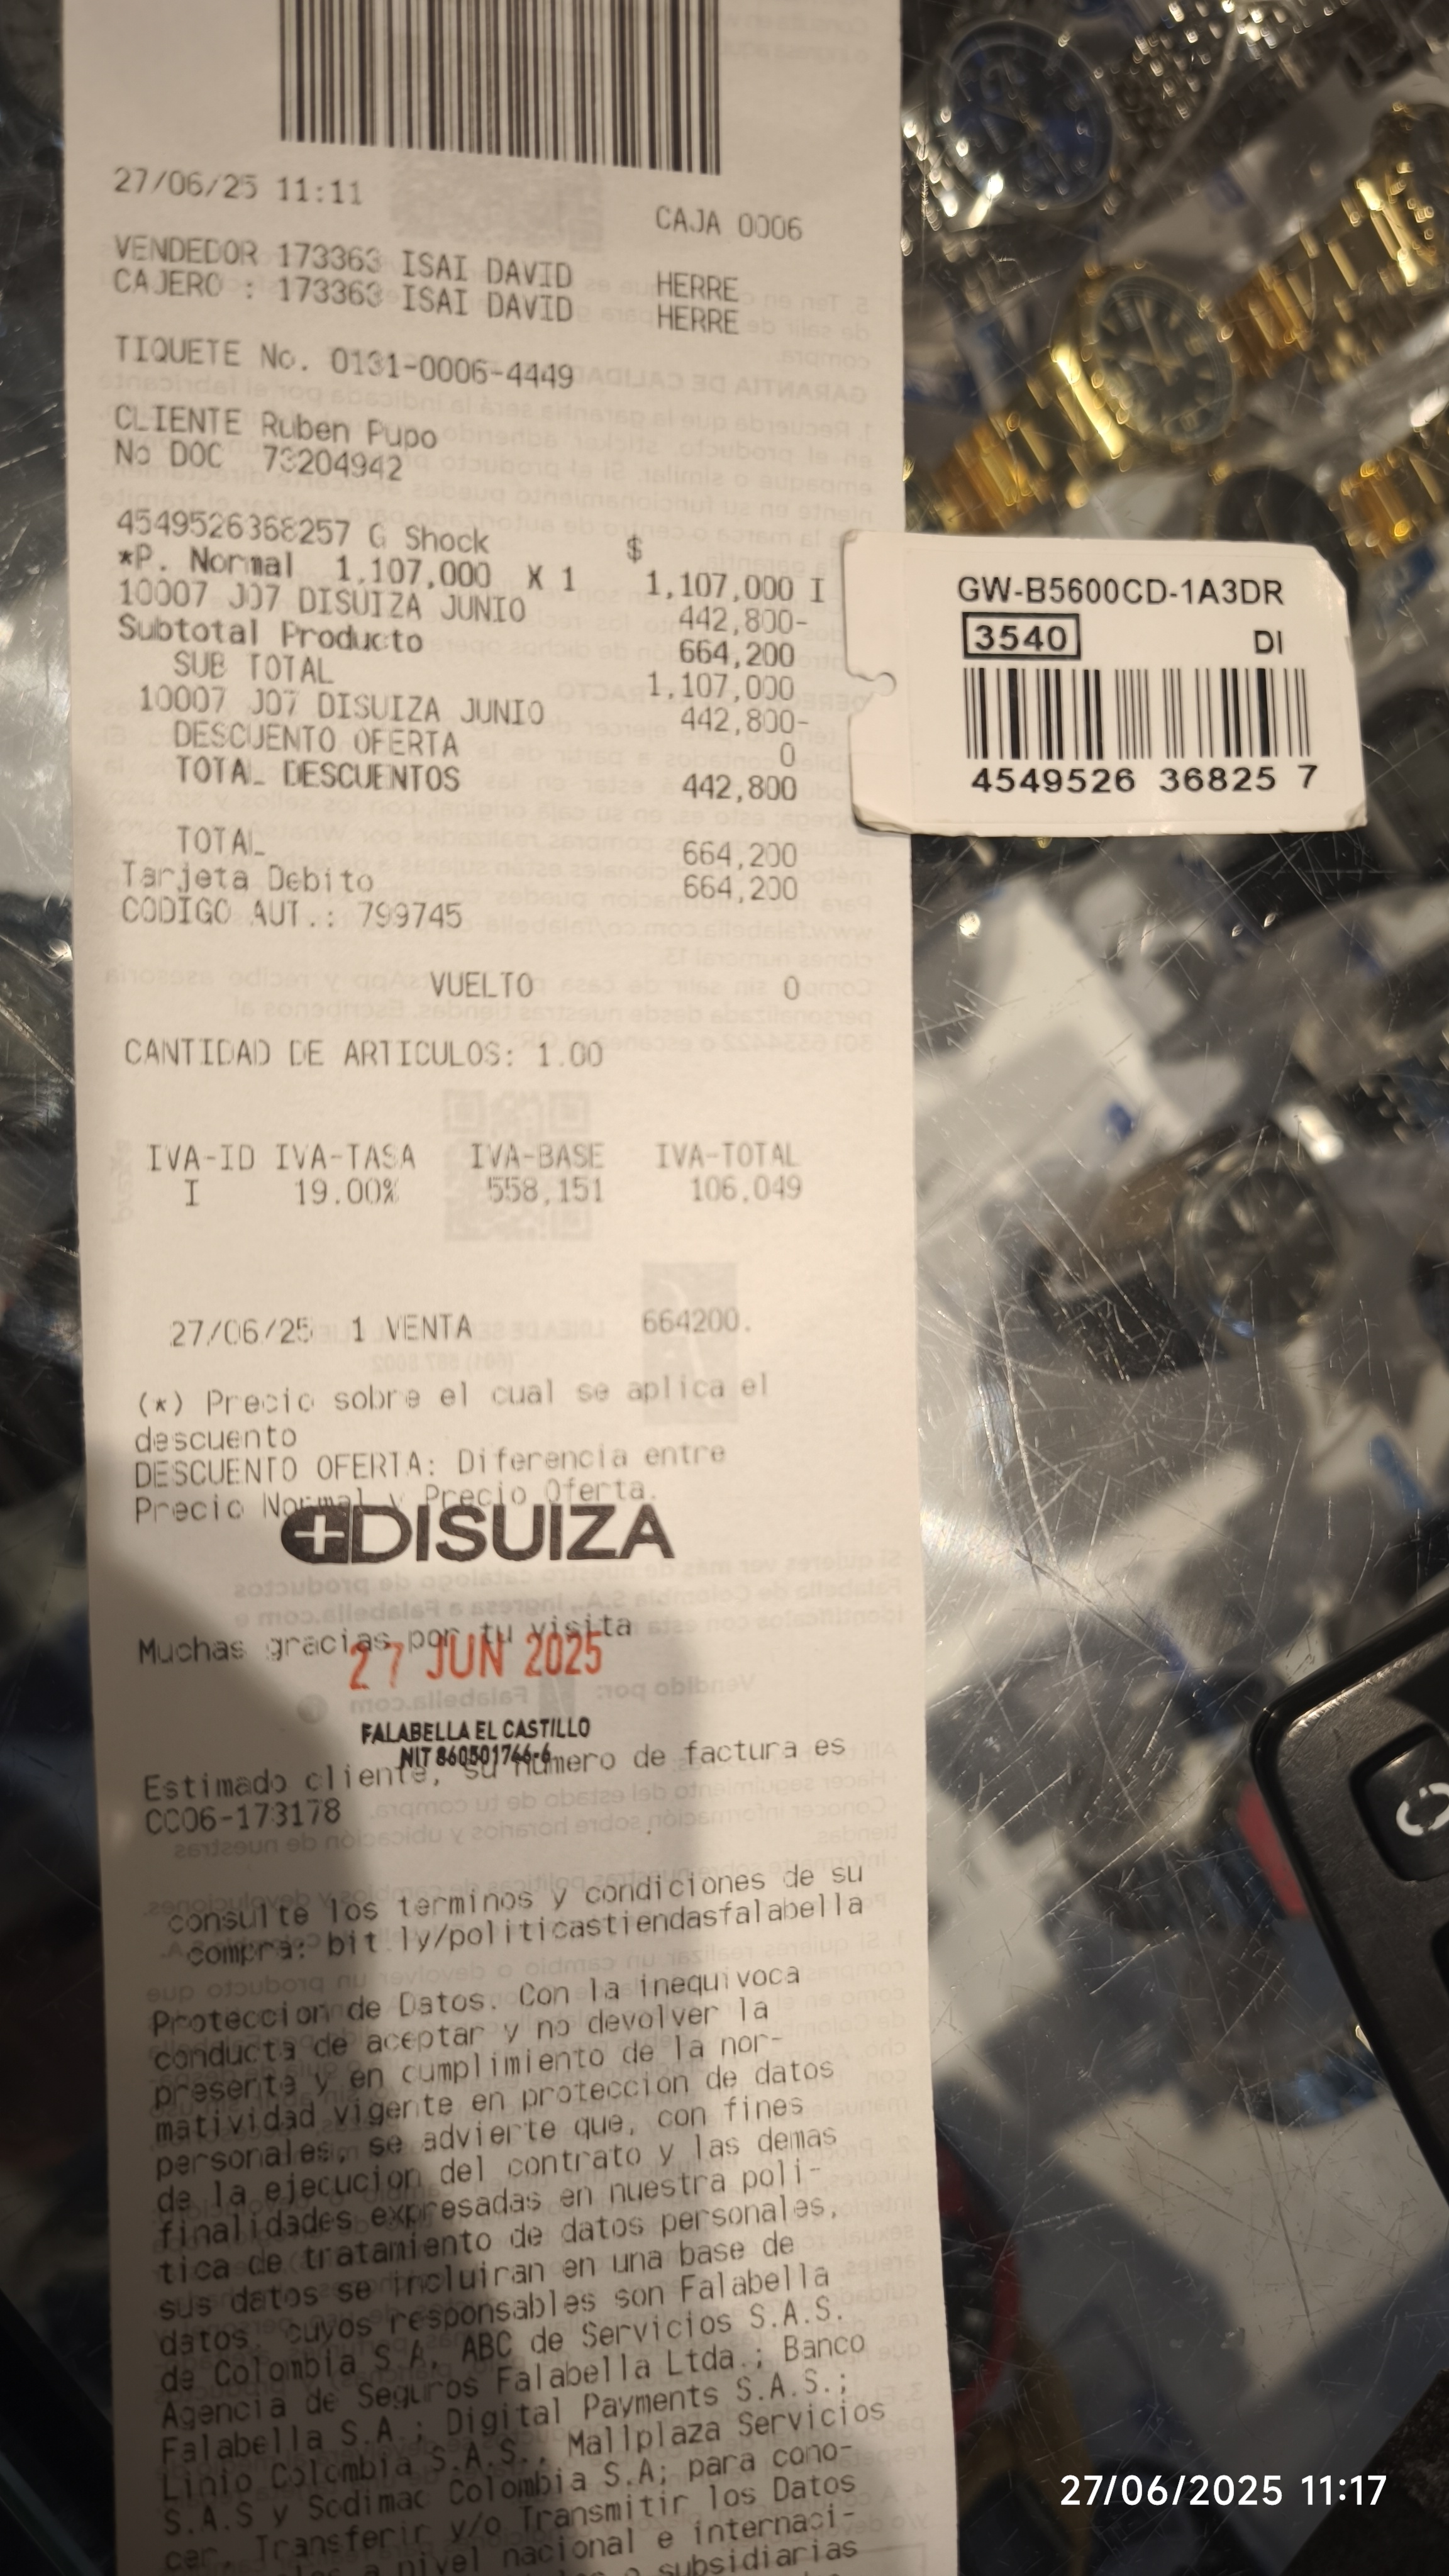 27/06/25 11:11
CAJA 0006
VENDEDOR 173363 ISAI DAVID HERRE
CAJERO : 173363 ISAI DAVID HERRE
TIQUETE No. 0131-0006-4449
CLIENTE Ruben Pupo
No DOC 73204942
4549526368257 G Shock $
*P. Normal 1,107,000 X 1 1,107,000 I
10007 J07 DISUIZA JUNIO 442,800-
Subtotal Producto 664,200
SUB TOTAL 1,107,000
10007 J07 DISUIZA JUNIO 442,800-
DESCUENTO OFERTA 0
TOTAL DESCUENTOS 442,800
TOTAL 664,200
Tarjeta Debito 664,200
CODIGO AUT.: 799745
VUELTO 0
CANTIDAD DE ARTICULOS: 1.00
IVA-ID IVA-TASA IVA-BASE IVA-TOTAL
I 19.00% 558,151 106,049
27/06/25 1 VENTA 664200.
(*) Precio sobre el cual se aplica el
descuento
DESCUENTO OFERTA: Diferencia entre
Precio Normal y Precio Oferta.
DISUIZA
Muchas gracias por tu visita
27 JUN 2025
FALABELLA EL CASTILLO
NIT 860501766-6
Estimado cliente, su numero de factura es
CC06-173178
consulte los terminos y condiciones de su
compra: bit.ly/politicastiendasfalabella
Proteccion de Datos. Con la inequivoca
conducta de aceptar y no devolver la
presente y en cumplimiento de la nor-
matividad vigente en proteccion de datos
personales, se advierte que, con fines
de la ejecucion del contrato y las demas
finalidades expresadas en nuestra poli-
tica de tratamiento de datos personales,
sus datos se incluiran en una base de
datos, cuyos responsables son Falabella
de Colombia S.A, ABC de Servicios S.A.S.
Agencia de Seguros Falabella Ltda.; Banco
Falabella S.A.; Digital Payments S.A.S.;
Linio Colombia S.A.S., Mallplaza Servicios
S.A.S y Sodimac Colombia S.A; para cono-
cer, Transferir y/o Transmitir los Datos
a nivel nacional e internaci-
subsidiarias
GW-B5600CD-1A3DR
3540 DI
4549526 36825 7
27/06/2025 11:17